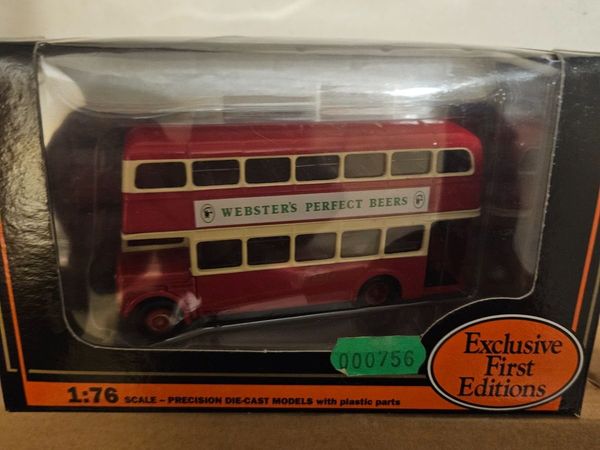 WEBSTER'S PERFECT BEERS
000756
Exclusive
First
Editions
1:76 SCALE – PRECISION DIE-CAST MODELS with plastic parts